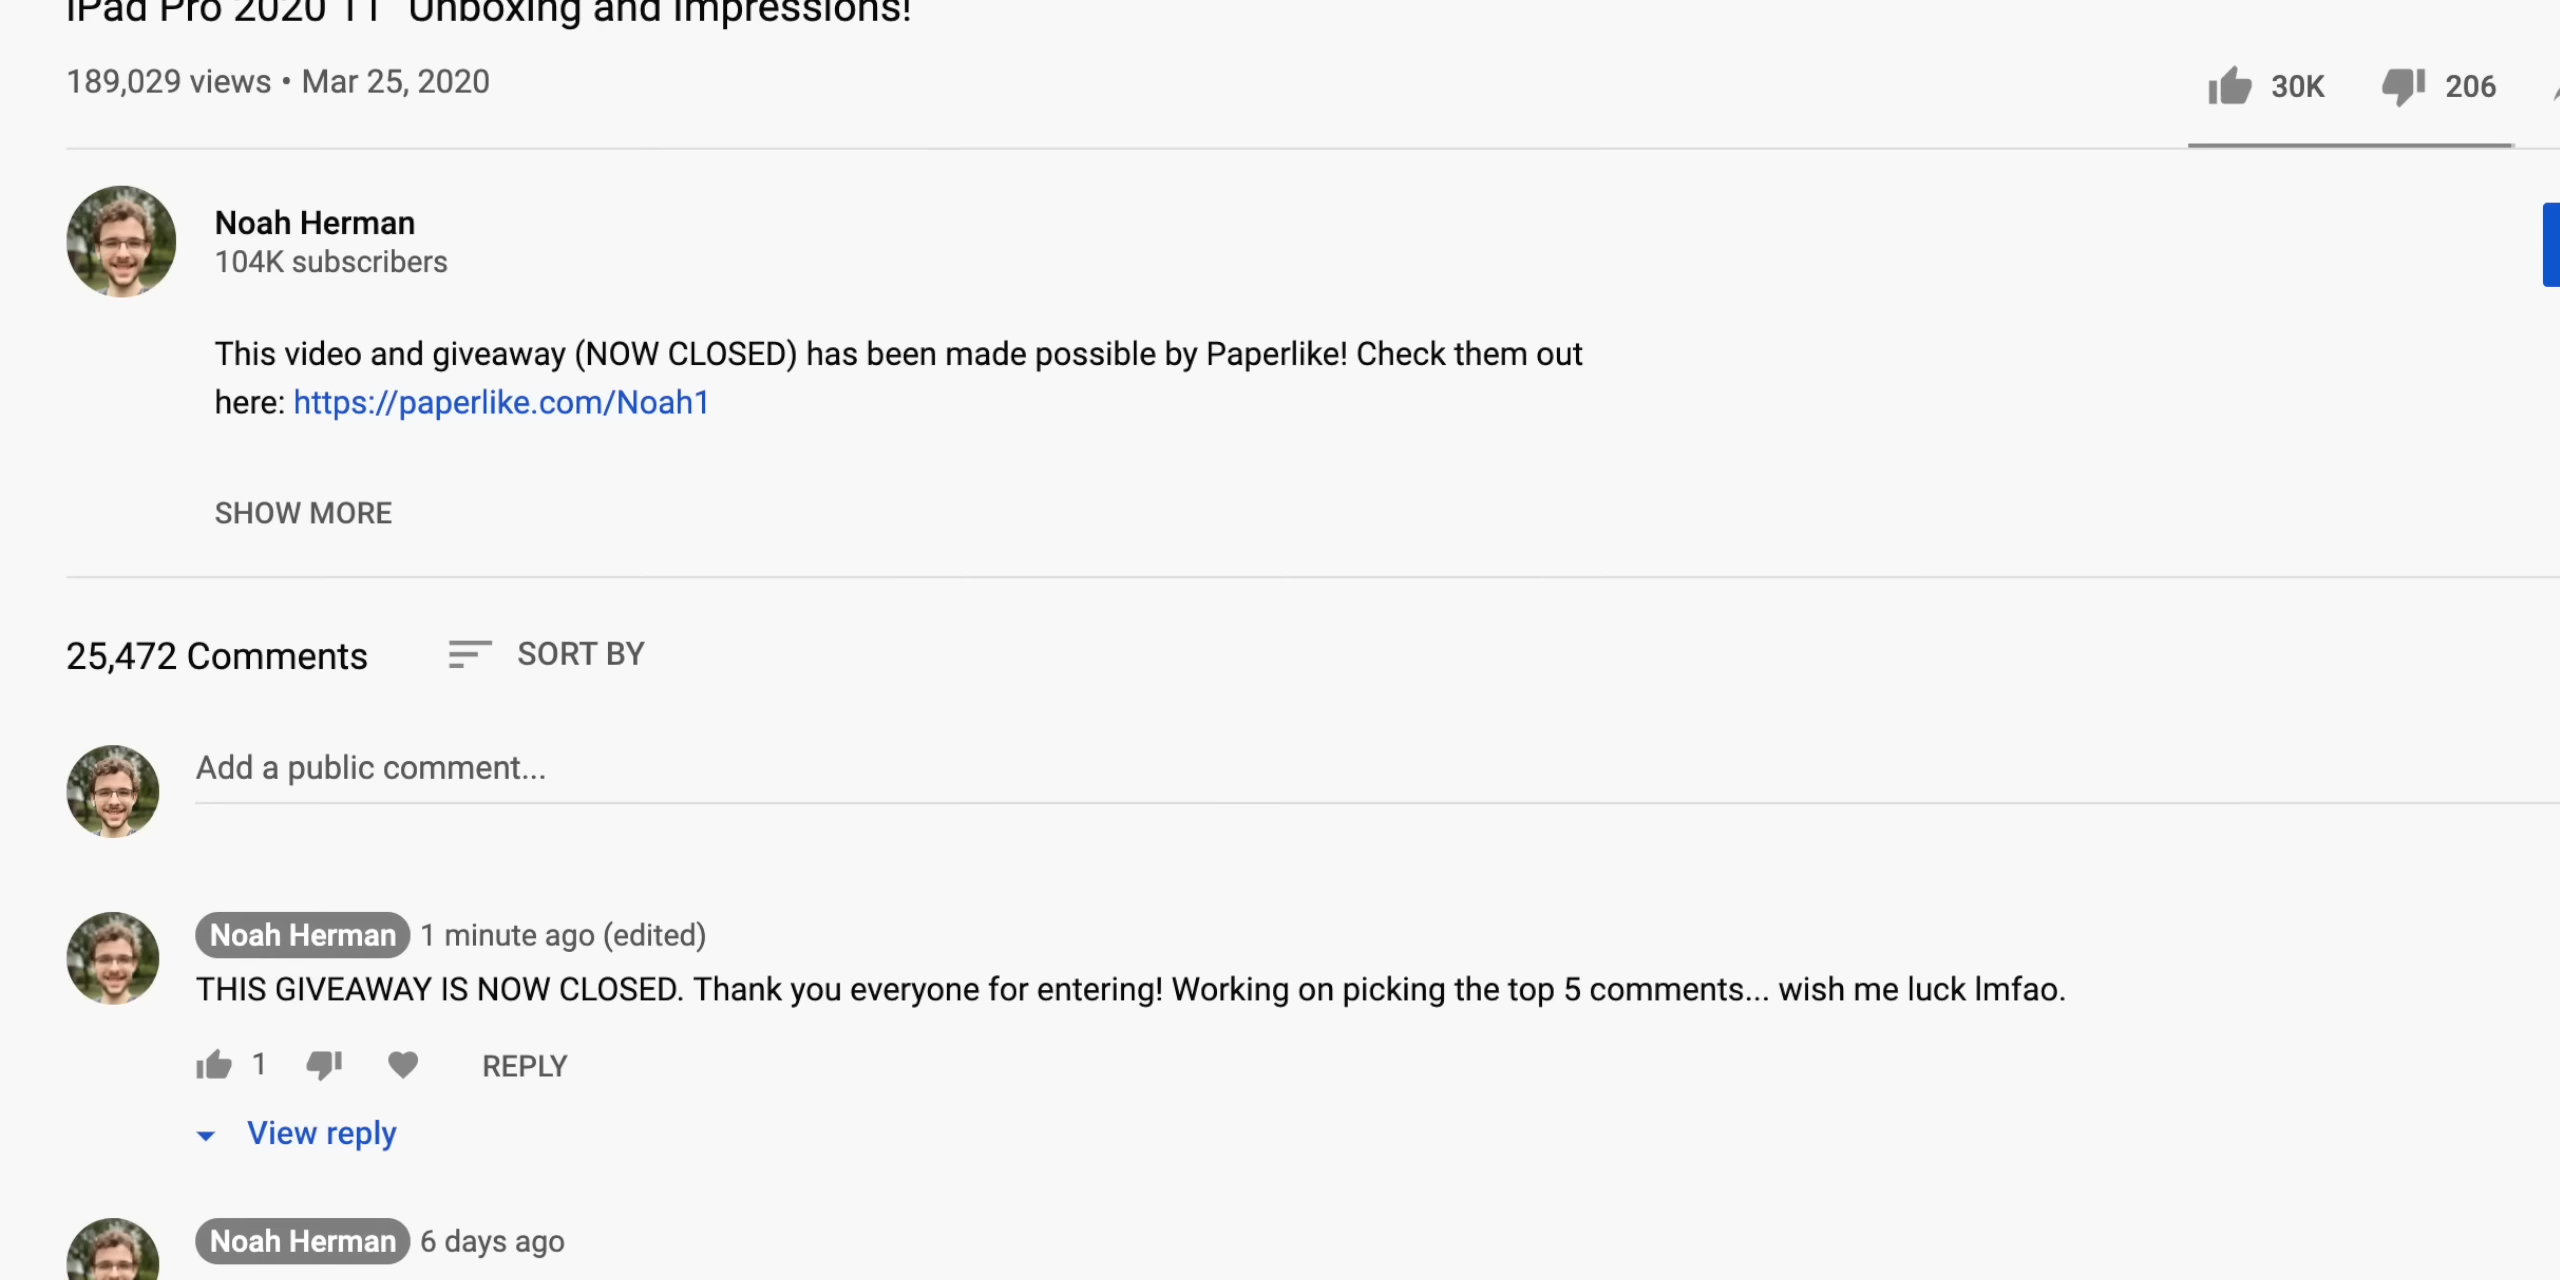 iPad Pro 2020 11" Unboxing and Impressions!
189,029 views • Mar 25, 2020
30K
206
Noah Herman
104K subscribers
This video and giveaway (NOW CLOSED) has been made possible by Paperlike! Check them out
here: https://paperlike.com/Noah1
SHOW MORE
25,472 Comments
SORT BY
Add a public comment...
Noah Herman 1 minute ago (edited)
THIS GIVEAWAY IS NOW CLOSED. Thank you everyone for entering! Working on picking the top 5 comments... wish me luck lmfao.
1
REPLY
View reply
Noah Herman 6 days ago